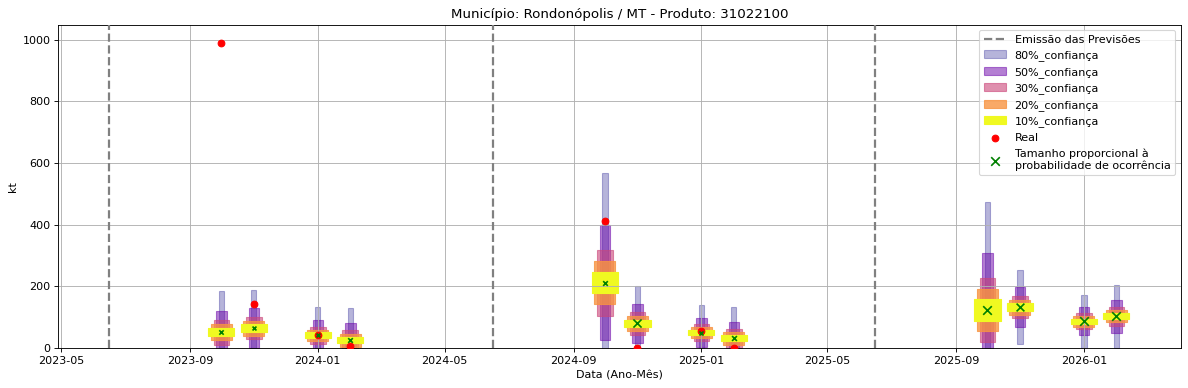 Município: Rondonópolis / MT - Produto: 31022100
1000
800
600
400
200
0
kt
2023-05
2023-09
2024-01
2024-05
2024-09
2025-01
2025-05
2025-09
2026-01
Data (Ano-Mês)
Emissão das Previsões
80%_confiança
50%_confiança
30%_confiança
20%_confiança
10%_confiança
Real
Tamanho proporcional à
probabilidade de ocorrência